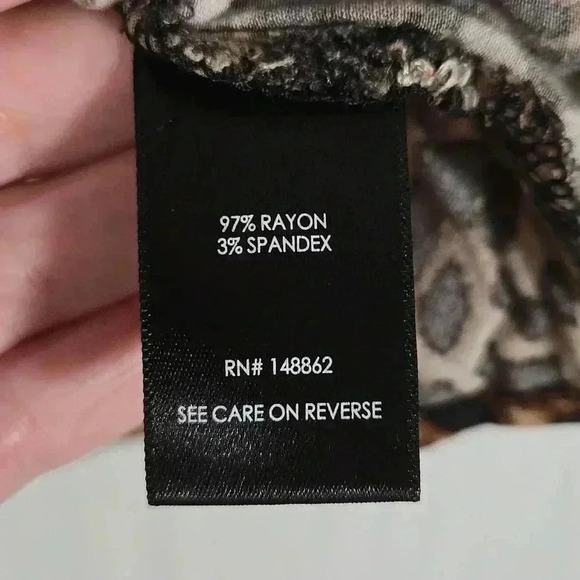 97% RAYON
3% SPANDEX
RN# 148862
SEE CARE ON REVERSE